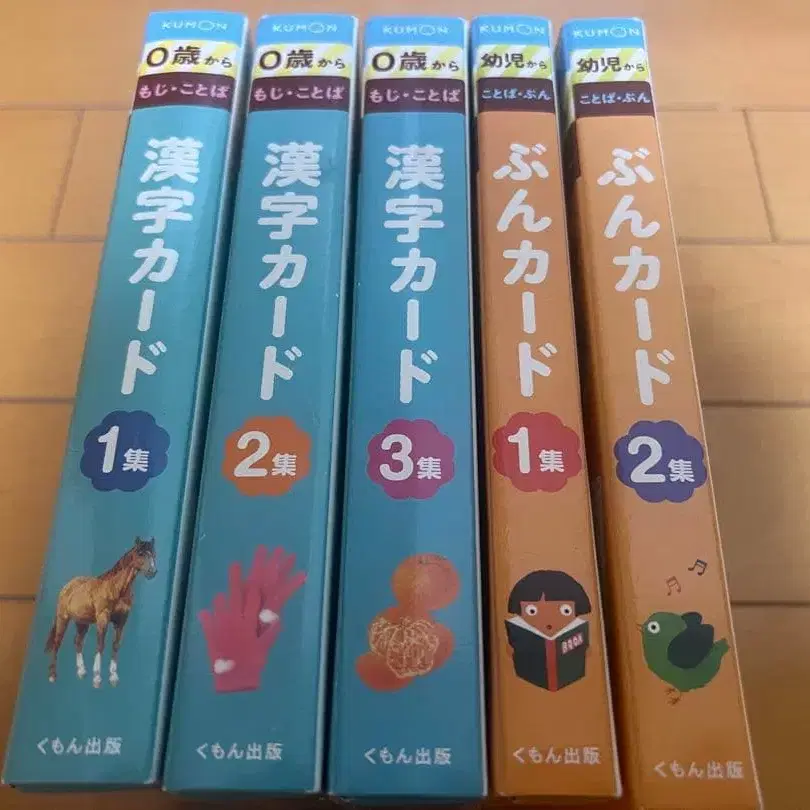 KUMON
0歳から
もじ・ことば
漢字カード
1集
くもん出版
KUMON
0歳から
もじ・ことば
漢字カード
2集
くもん出版
KUMON
0歳から
もじ・ことば
漢字カード
3集
くもん出版
KUMON
幼児から
ことば・ぶん
ぶんカード
1集
BOOK
くもん出版
KUMON
幼児から
ことば・ぶん
ぶんカード
2集
くもん出版